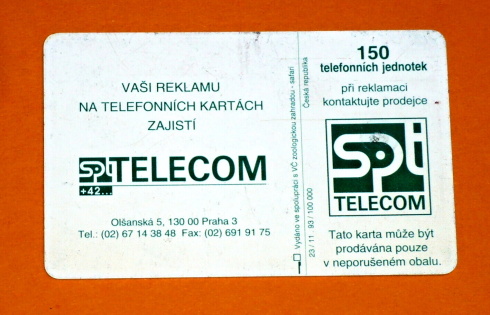 VAŠI REKLAMU
NA TELEFONNÍCH KARTÁCH
ZAJISTÍ
spt TELECOM
+42...
Olšanská 5, 130 00 Praha 3
Tel.: (02) 67 14 38 48 Fax: (02) 691 91 75
Vydáno ve spolupráci s VČ zoologickou zahradou - safari
Česká republika
23 / 11 93 / 100 000
150
telefonních jednotek
při reklamaci
kontaktujte prodejce
spt
TELECOM
Tato karta může být
prodávána pouze
v neporušeném obalu.